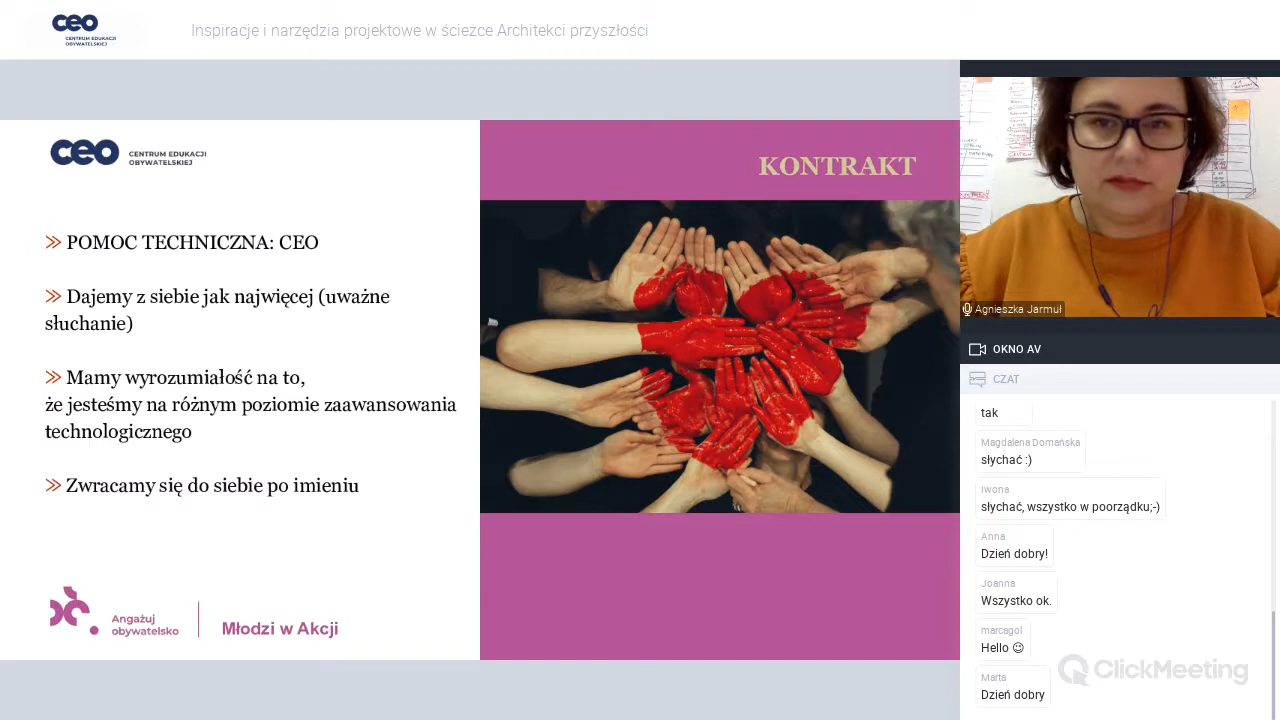 ceo
CENTRUM EDUKACJI
OBYWATELSKIEJ
Inspiracje i narzędzia projektowe w ścieżce Architekci przyszłości
ceo
CENTRUM EDUKACJI
OBYWATELSKIEJ
KONTRAKT
>> POMOC TECHNICZNA: CEO
>> Dajemy z siebie jak najwięcej (uważne
słuchanie)
>> Mamy wyrozumiałość na to,
że jesteśmy na różnym poziomie zaawansowania
technologicznego
>> Zwracamy się do siebie po imieniu
Angażuj
obywatelsko
Młodzi w Akcji
Agnieszka Jarmuł
OKNO AV
CZAT
tak
Magdalena Domańska
słychać :)
Iwona
słychać, wszystko w poorządku;-)
Anna
Dzień dobry!
Joanna
Wszystko ok.
marcagol
Hello 😉
Marta
Dzień dobry
ClickMeeting